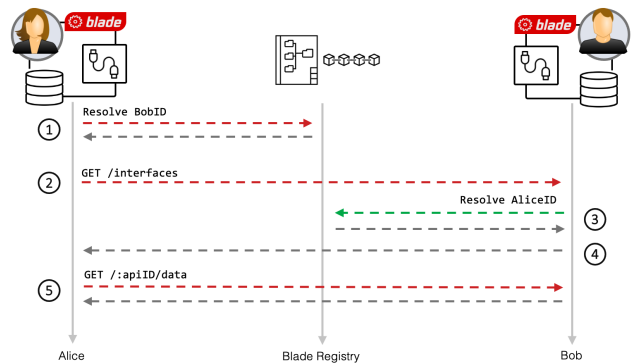 blade
blade
Resolve BobID
1
GET /interfaces
2
Resolve AliceID
3
4
GET /:apiID/data
5
Alice
Blade Registry
Bob